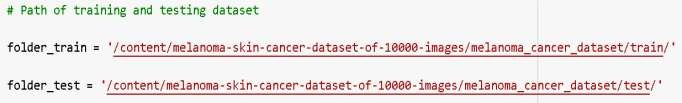 # Path of training and testing dataset
folder_train = '/content/melanoma-skin-cancer-dataset-of-10000-images/melanoma_cancer_dataset/train/'
folder_test = '/content/melanoma-skin-cancer-dataset-of-10000-images/melanoma_cancer_dataset/test/'